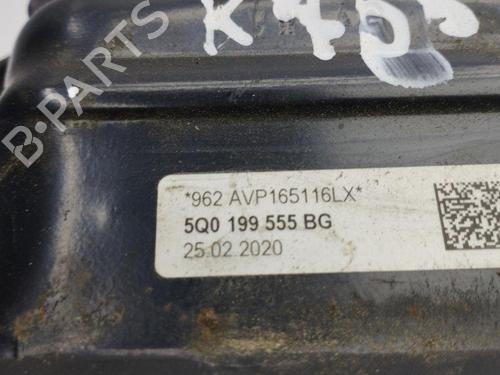 B-PARTS
*962 AVP165116LX*
5Q0 199 555 BG
25.02.2020